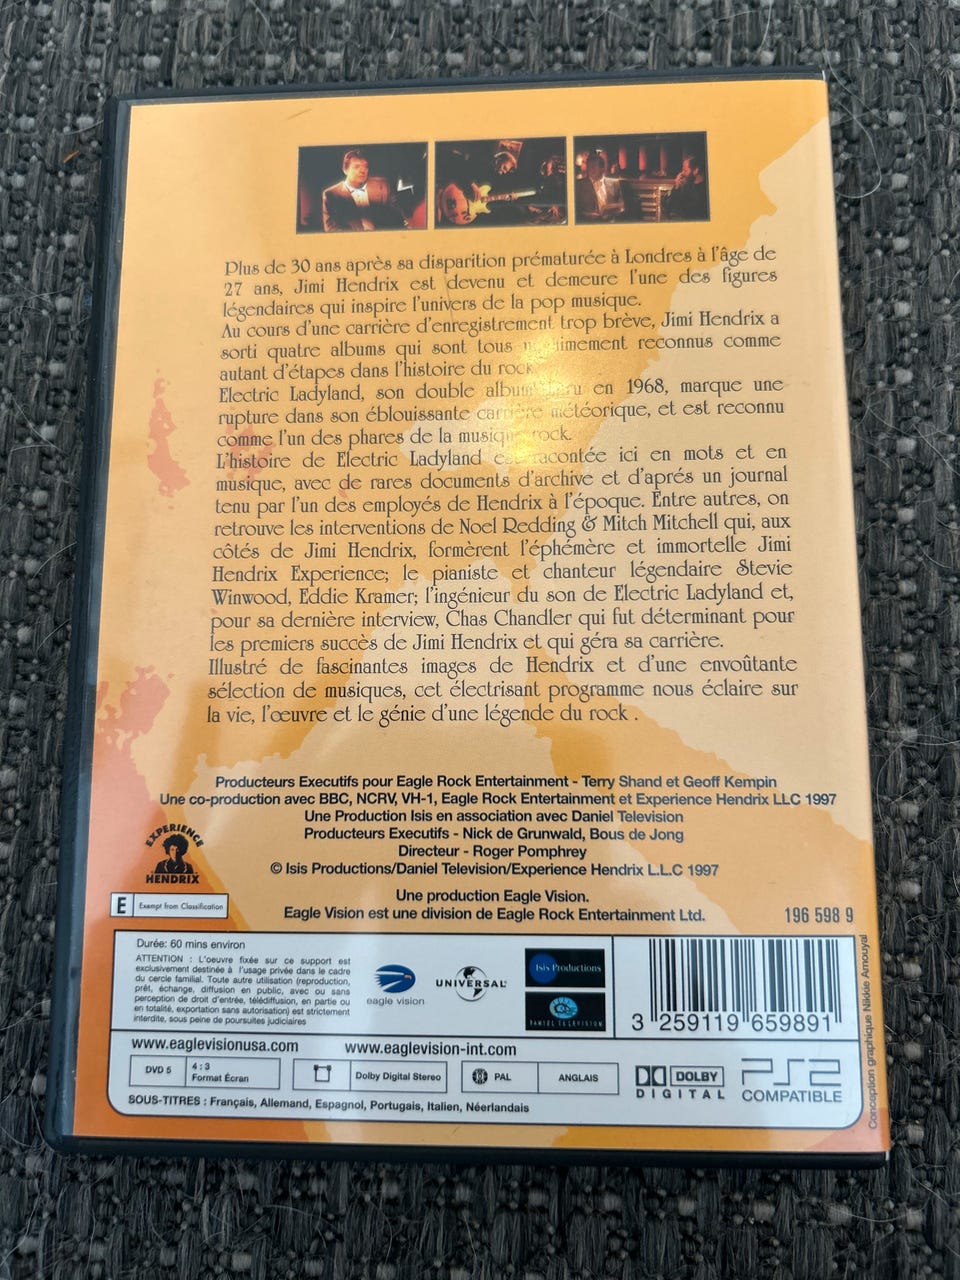 Plus de 30 ans après sa disparition prématurée à Londres à l'âge de
27 ans, Jimi Hendrix est devenu et demeure l'une des figures
légendaires qui inspire l'univers de la pop musique.
Au cours d'une carrière d'enregistrement trop brève, Jimi Hendrix a
sorti quatre albums qui sont tous reconnus comme
autant d'étapes dans l'histoire du rock
Electric Ladyland, son double album en 1968, marque une
rupture dans son éblouissante carrière météorique, et est reconnu
comme l'un des phares de la musique rock.
L'histoire de Electric Ladyland est racontée ici en mots et en
musique, avec de rares documents d'archive et d'aprés un journal
tenu par l'un des employés de Hendrix à l'époque. Entre autres, on
retrouve les interventions de Noel Redding & Mitch Mitchell qui, aux
côtés de Jimi Hendrix, formèrent l'éphémère et immortelle Jimi
Hendrix Experience; le pianiste et chanteur légendaire Stevie
Winwood, Eddie Kramer; l'ingénieur du son de Electric Ladyland et,
pour sa dernière interview, Chas Chandler qui fut déterminant pour
les premiers succès de Jimi Hendrix et qui géra sa carrière.
Illustré de fascinantes images de Hendrix et d'une envoûtante
sélection de musiques, cet électrisant programme nous éclaire sur
la vie, l'œuvre et le génie d'une légende du rock .
Producteurs Executifs pour Eagle Rock Entertainment - Terry Shand et Geoff Kempin
Une co-production avec BBC, NCRV, VH-1, Eagle Rock Entertainment et Experience Hendrix LLC 1997
Une Production Isis en association avec Daniel Television
Producteurs Executifs - Nick de Grunwald, Bous de Jong
Directeur - Roger Pomphrey
© Isis Productions/Daniel Television/Experience Hendrix L.L.C 1997
EXPERIENCE
HENDRIX
Une production Eagle Vision.
Eagle Vision est une division de Eagle Rock Entertainment Ltd.
E Exempt from Classification
196 598 9
Durée: 60 mins environ
ATTENTION : L'oeuvre fixée sur ce support est
exclusivement destinée à l'usage privée dans le cadre
du cercle familial. Toute autre utilisation (reproduction,
prêt, échange, diffusion en public, avec ou sans
perception de droit d'entrée, télédiffusion, en partie ou
en totalité, exportation sans autorisation) est strictement
interdite, sous peine de poursuites judiciaires
eagle vision
UNIVERSAL
Isis Productions
DANIEL TELEVISION
3 259119 659891
Conception graphique Nikkie Amouyal
www.eaglevisionusa.com www.eaglevision-int.com
DVD 5
4 : 3
Format Écran
Dolby Digital Stereo
PAL
ANGLAIS
DOLBY
DIGITAL
PS2
COMPATIBLE
SOUS-TITRES : Français, Allemand, Espagnol, Portugais, Italien, Néerlandais